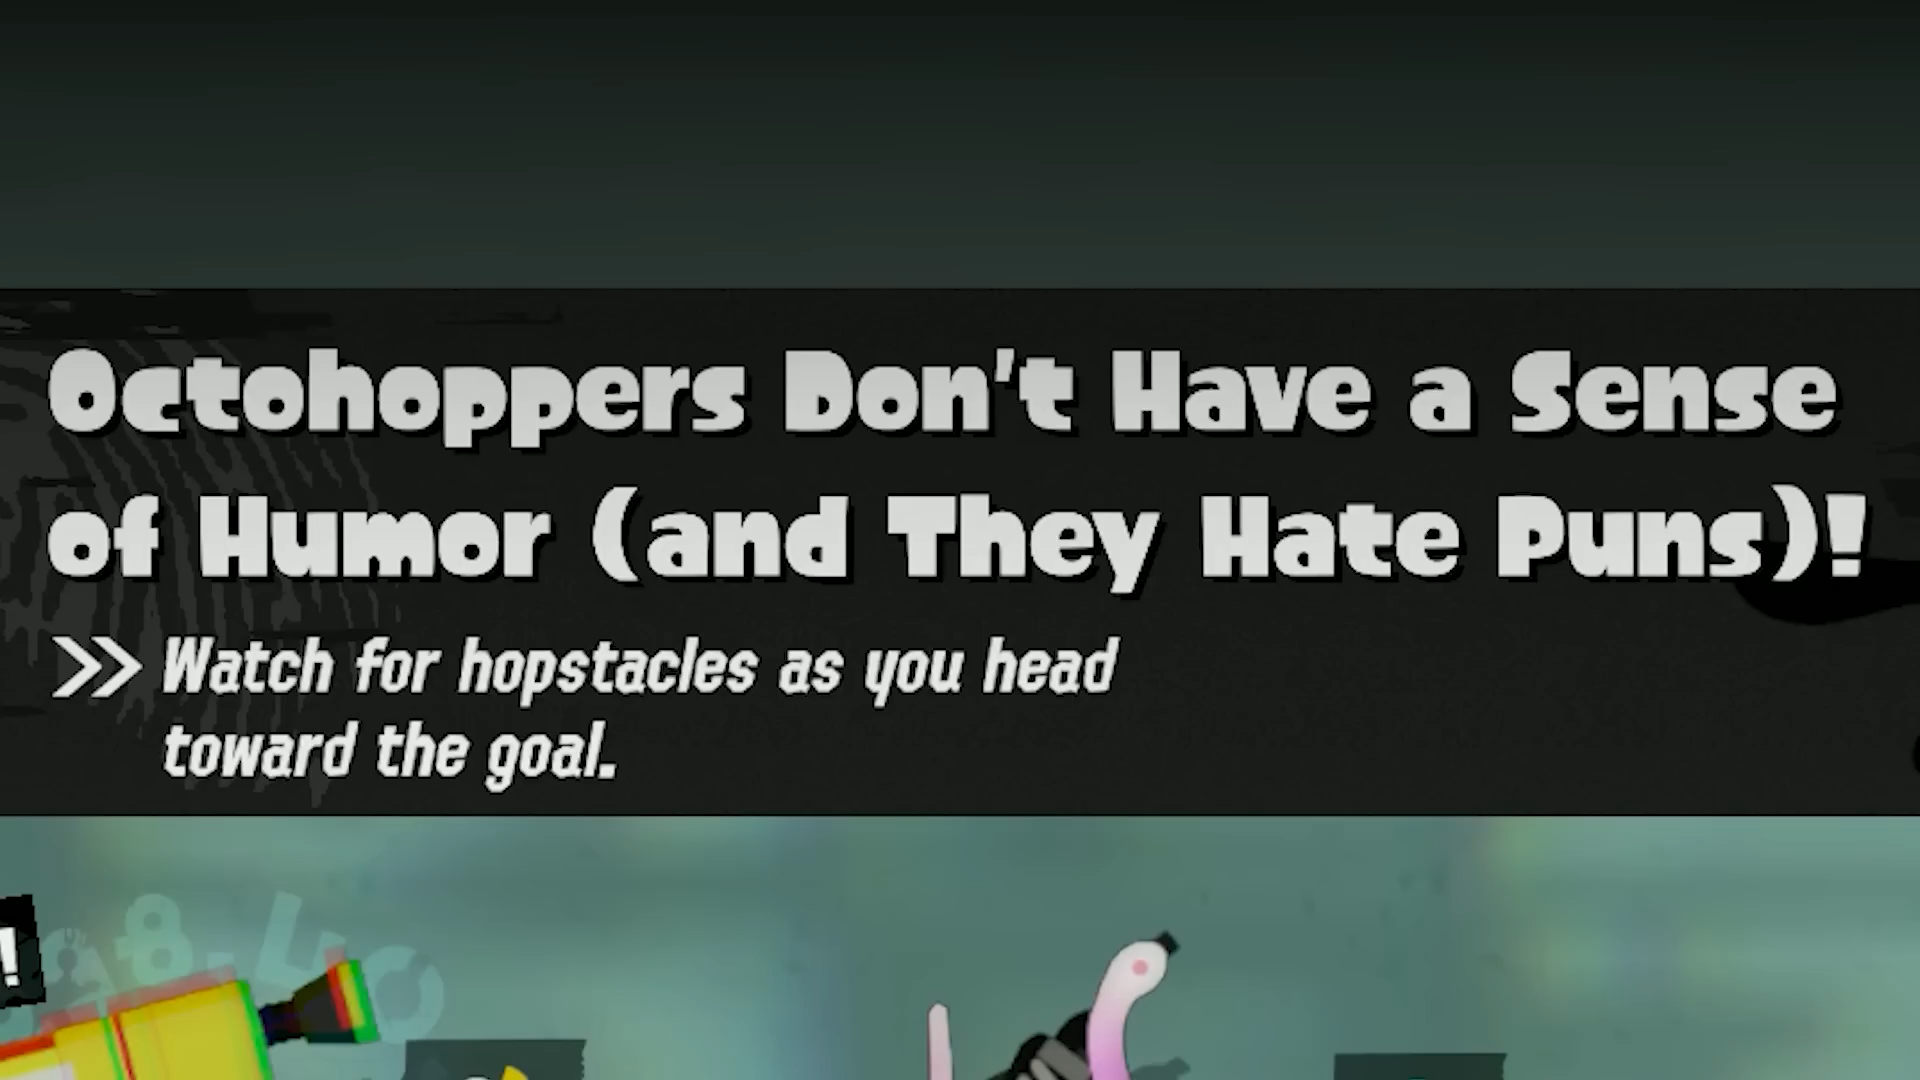 Octohoppers Don't Have a Sense
of Humor (and They Hate Puns)!
>> Watch for hopstacles as you head
toward the goal.
!